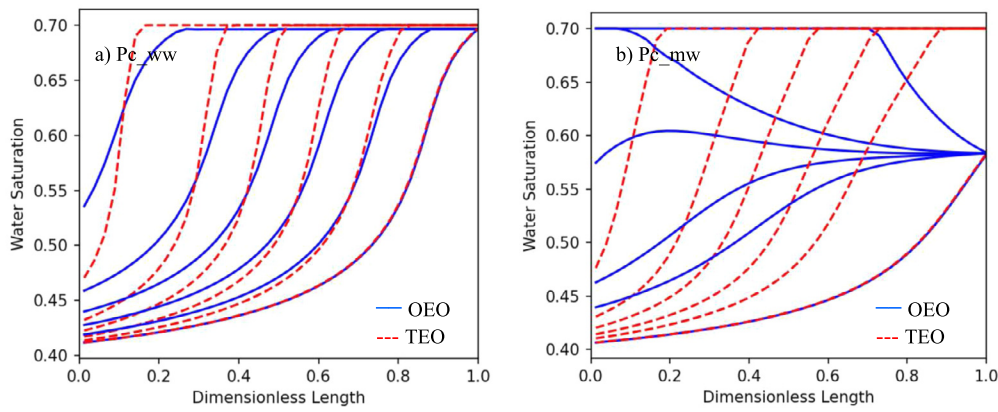 0.70
0.65
0.60
0.55
0.50
0.45
0.40
Water Saturation
a) Pc_ww
OEO
TEO
0.0 0.2 0.4 0.6 0.8 1.0
Dimensionless Length
0.70
0.65
0.60
0.55
0.50
0.45
0.40
Water Saturation
b) Pc_mw
OEO
TEO
0.0 0.2 0.4 0.6 0.8 1.0
Dimensionless Length